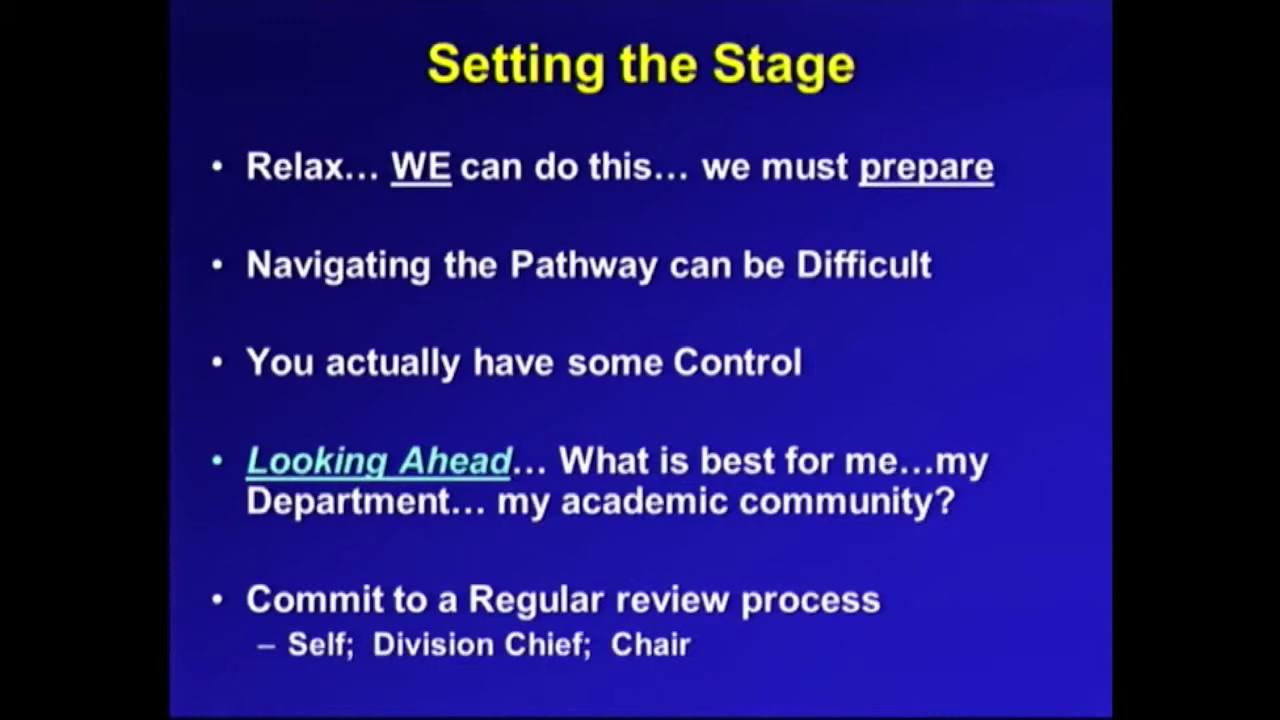 Setting the Stage
• Relax… WE can do this… we must prepare
• Navigating the Pathway can be Difficult
• You actually have some Control
• Looking Ahead… What is best for me…my
Department… my academic community?
• Commit to a Regular review process
– Self; Division Chief; Chair